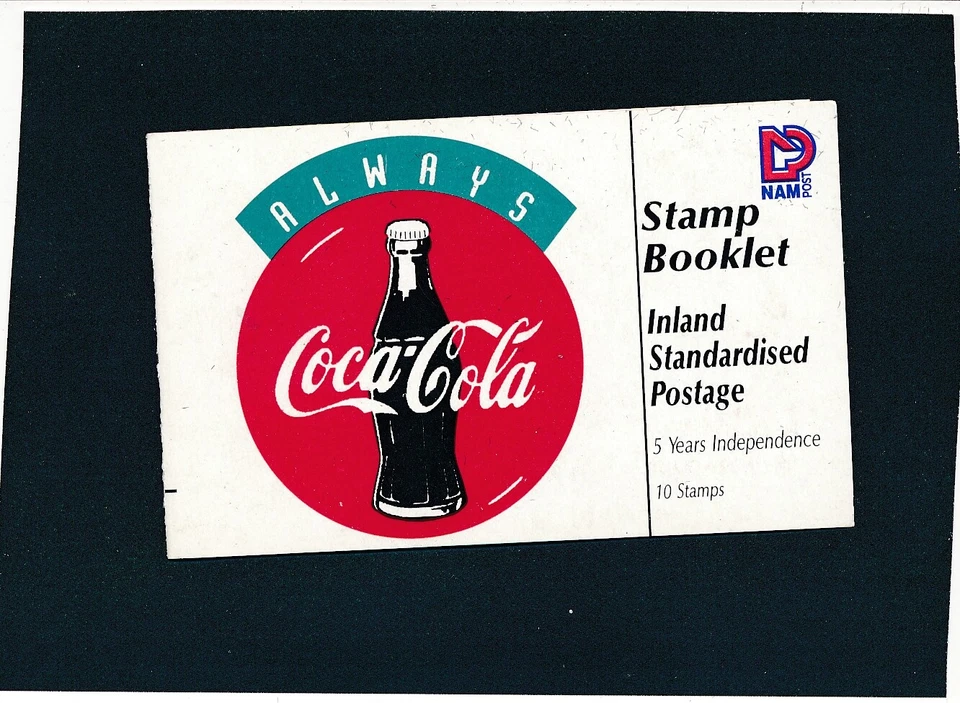 ALWAYS
Coca-Cola
NAM
POST
Stamp
Booklet
Inland
Standardised
Postage
5 Years Independence
10 Stamps